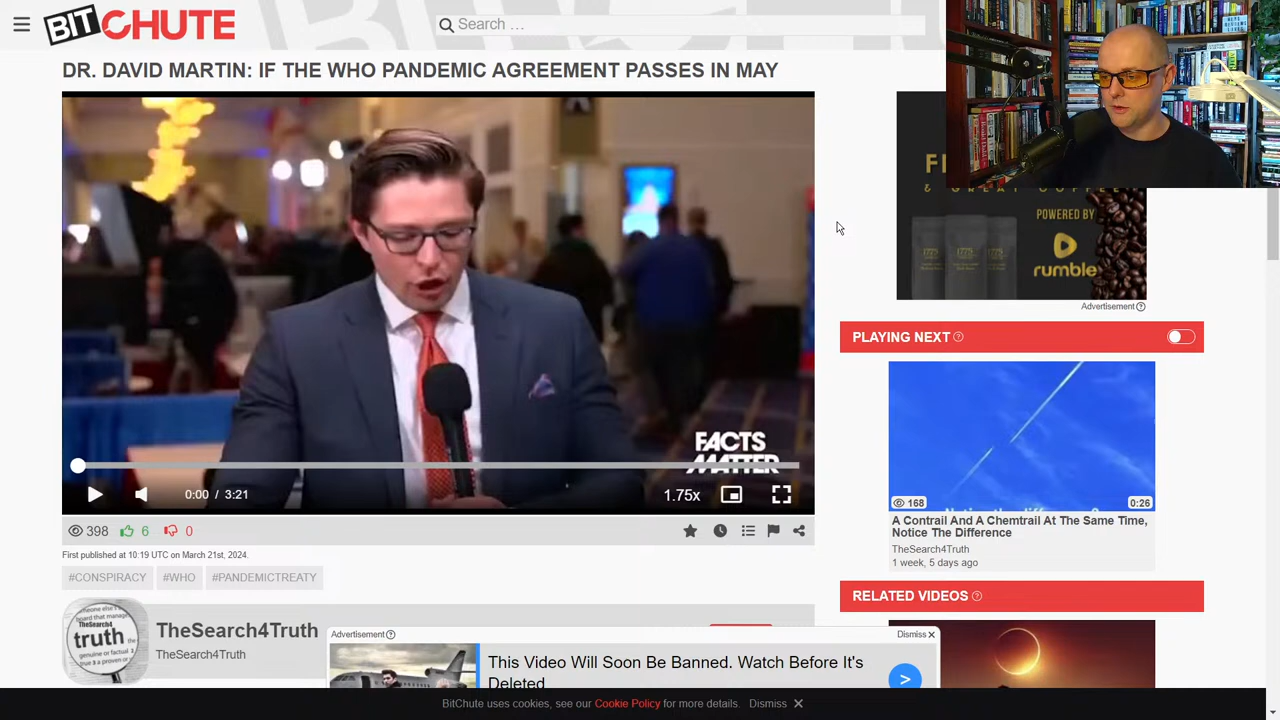 BITCHUTE
Search ...
DR. DAVID MARTIN: IF THE WHO PANDEMIC AGREEMENT PASSES IN MAY
& GREAT COFFEE
POWERED BY
rumble
Advertisement
FACTS
MATTER
0:00 / 3:21
1.75x
398 6 0
First published at 10:19 UTC on March 21st, 2024.
#CONSPIRACY #WHO #PANDEMICTREATY
truth
TheSearch4Truth
TheSearch4Truth
PLAYING NEXT
168
0:26
A Contrail And A Chemtrail At The Same Time,
Notice The Difference
TheSearch4Truth
1 week, 5 days ago
RELATED VIDEOS
Advertisement
Dismiss
This Video Will Soon Be Banned. Watch Before It's
Deleted
BitChute uses cookies, see our Cookie Policy for more details. Dismiss